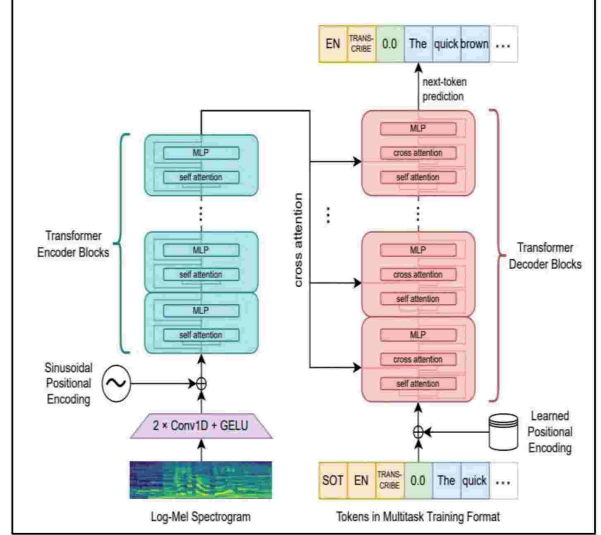 EN TRANS-CRIBE 0.0 The quick brown ...
next-token
prediction
MLP
self attention
...
MLP
self attention
MLP
self attention
Transformer
Encoder Blocks
cross attention
...
MLP
cross attention
self attention
...
MLP
cross attention
self attention
MLP
cross attention
self attention
Transformer
Decoder Blocks
Sinusoidal
Positional
Encoding
~
2 × Conv1D + GELU
Learned
Positional
Encoding
SOT EN TRANS-CRIBE 0.0 The quick ...
Log-Mel Spectrogram
Tokens in Multitask Training Format